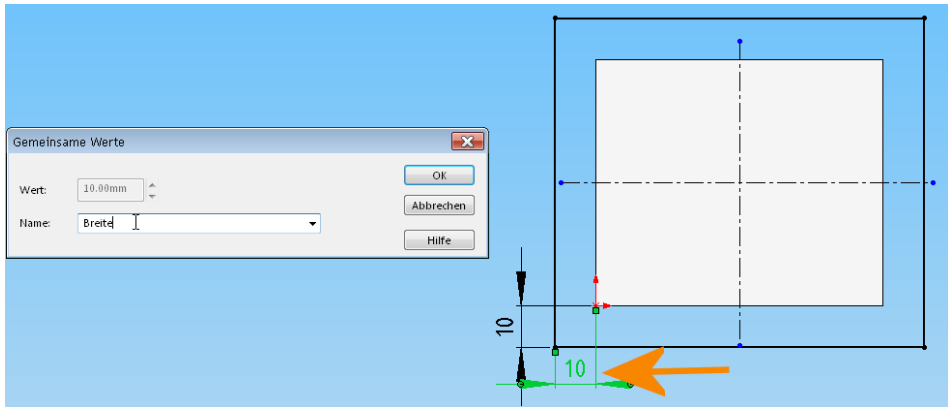 Gemeinsame Werte
Wert: 10.00mm
OK
Name: Breite
Abbrechen
Hilfe
10
10